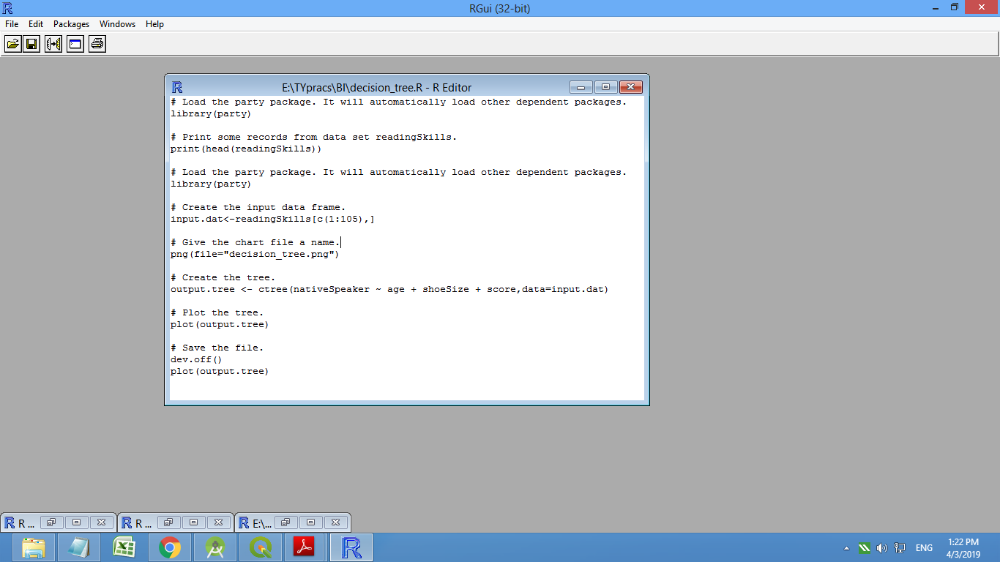 RGui (32-bit)
File Edit Packages Windows Help
E:\TYpracs\BI\decision_tree.R - R Editor
# Load the party package. It will automatically load other dependent packages.
library(party)
# Print some records from data set readingSkills.
print(head(readingSkills))
# Load the party package. It will automatically load other dependent packages.
library(party)
# Create the input data frame.
input.dat<-readingSkills[c(1:105),]
# Give the chart file a name.
png(file="decision_tree.png")
# Create the tree.
output.tree <- ctree(nativeSpeaker ~ age + shoeSize + score,data=input.dat)
# Plot the tree.
plot(output.tree)
# Save the file.
dev.off()
plot(output.tree)
R ... R ... E:\...
ENG
1:22 PM
4/3/2019